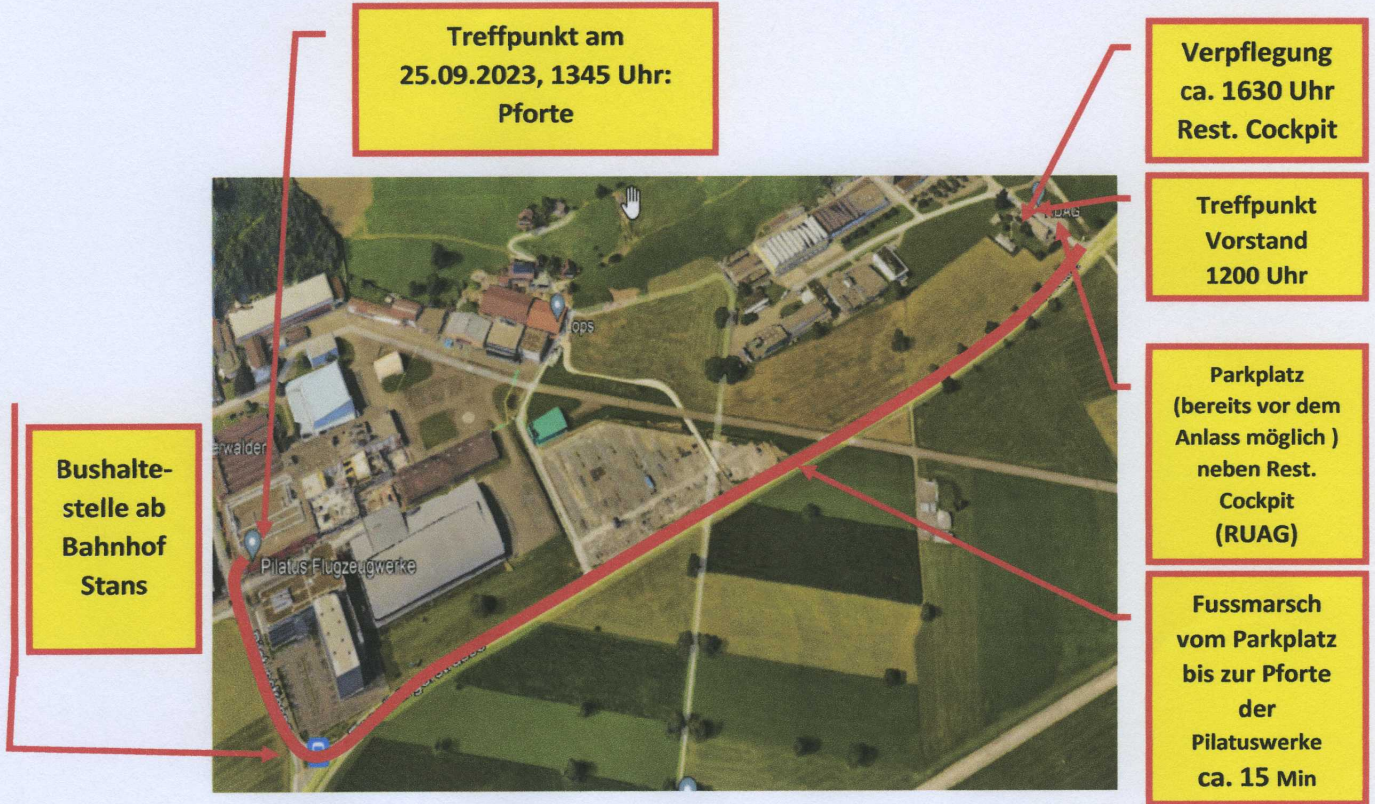 Treffpunkt am
25.09.2023, 1345 Uhr:
Pforte
Verpflegung
ca. 1630 Uhr
Rest. Cockpit
Treffpunkt
Vorstand
1200 Uhr
Parkplatz
(bereits vor dem
Anlass möglich )
neben Rest.
Cockpit
(RUAG)
Fussmarsch
vom Parkplatz
bis zur Pforte
der
Pilatuswerke
ca. 15 Min
Bushalte-
stelle ab
Bahnhof
Stans
ops
erwalder
Pilatus Flugzeugwerke